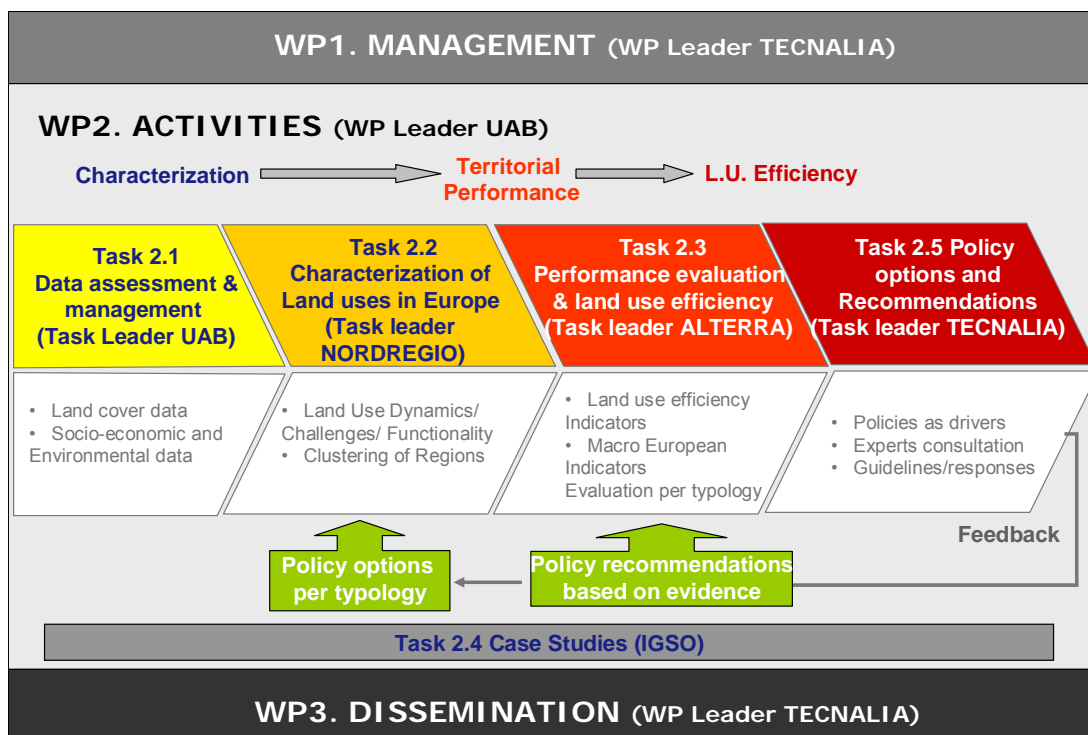 WP1. MANAGEMENT (WP Leader TECNALIA)
WP2. ACTIVITIES (WP Leader UAB)
Characterization
Territorial
Performance
L.U. Efficiency
Task 2.1
Data assessment &
management
(Task Leader UAB)
Task 2.2
Characterization of
Land uses in Europe
(Task leader
NORDREGIO)
Task 2.3
Performance evaluation
& land use efficiency
(Task leader ALTERRA)
Task 2.5 Policy
options and
Recommendations
(Task leader TECNALIA)
• Land cover data
• Socio-economic and
Environmental data
• Land Use Dynamics/
Challenges/ Functionality
• Clustering of Regions
• Land use efficiency
Indicators
• Macro European
Indicators
Evaluation per typology
• Policies as drivers
• Experts consultation
• Guidelines/responses
Feedback
Policy options
per typology
Policy recommendations
based on evidence
Task 2.4 Case Studies (IGSO)
WP3. DISSEMINATION (WP Leader TECNALIA)